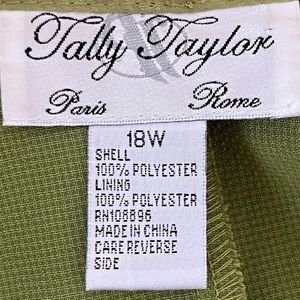 Tally Taylor
Paris Rome
18W
SHELL
100% POLYESTER
LINING
100% POLYESTER
RN108896
MADE IN CHINA
CARE REVERSE
SIDE